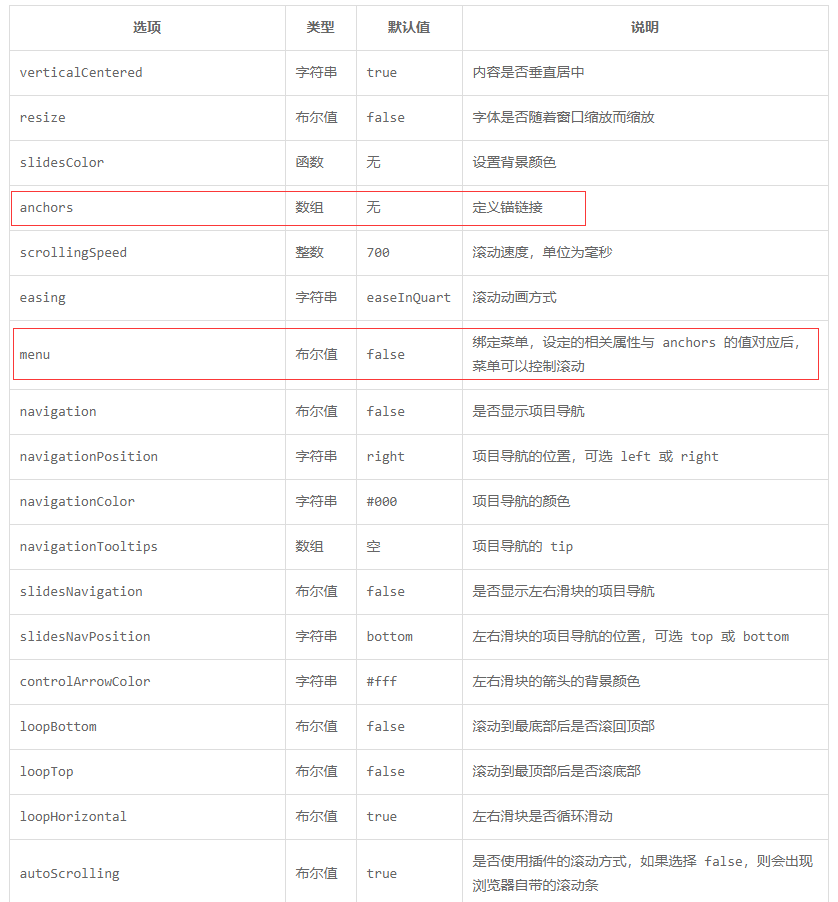 选项 类型 默认值 说明
verticalCentered 字符串 true 内容是否垂直居中
resize 布尔值 false 字体是否随着窗口缩放而缩放
slidesColor 函数 无 设置背景颜色
anchors 数组 无 定义锚链接
scrollingSpeed 整数 700 滚动速度，单位为毫秒
easing 字符串 easeInQuart 滚动动画方式
menu 布尔值 false 绑定菜单，设定的相关属性与 anchors 的值对应后，
菜单可以控制滚动
navigation 布尔值 false 是否显示项目导航
navigationPosition 字符串 right 项目导航的位置，可选 left 或 right
navigationColor 字符串 #000 项目导航的颜色
navigationTooltips 数组 空 项目导航的 tip
slidesNavigation 布尔值 false 是否显示左右滑块的项目导航
slidesNavPosition 字符串 bottom 左右滑块的项目导航的位置，可选 top 或 bottom
controlArrowColor 字符串 #fff 左右滑块的箭头的背景颜色
loopBottom 布尔值 false 滚动到最底部后是否滚回顶部
loopTop 布尔值 false 滚动到最顶部后是否滚底部
loopHorizontal 布尔值 true 左右滑块是否循环滑动
autoScrolling 布尔值 true 是否使用插件的滚动方式，如果选择 false，则会出现
浏览器自带的滚动条